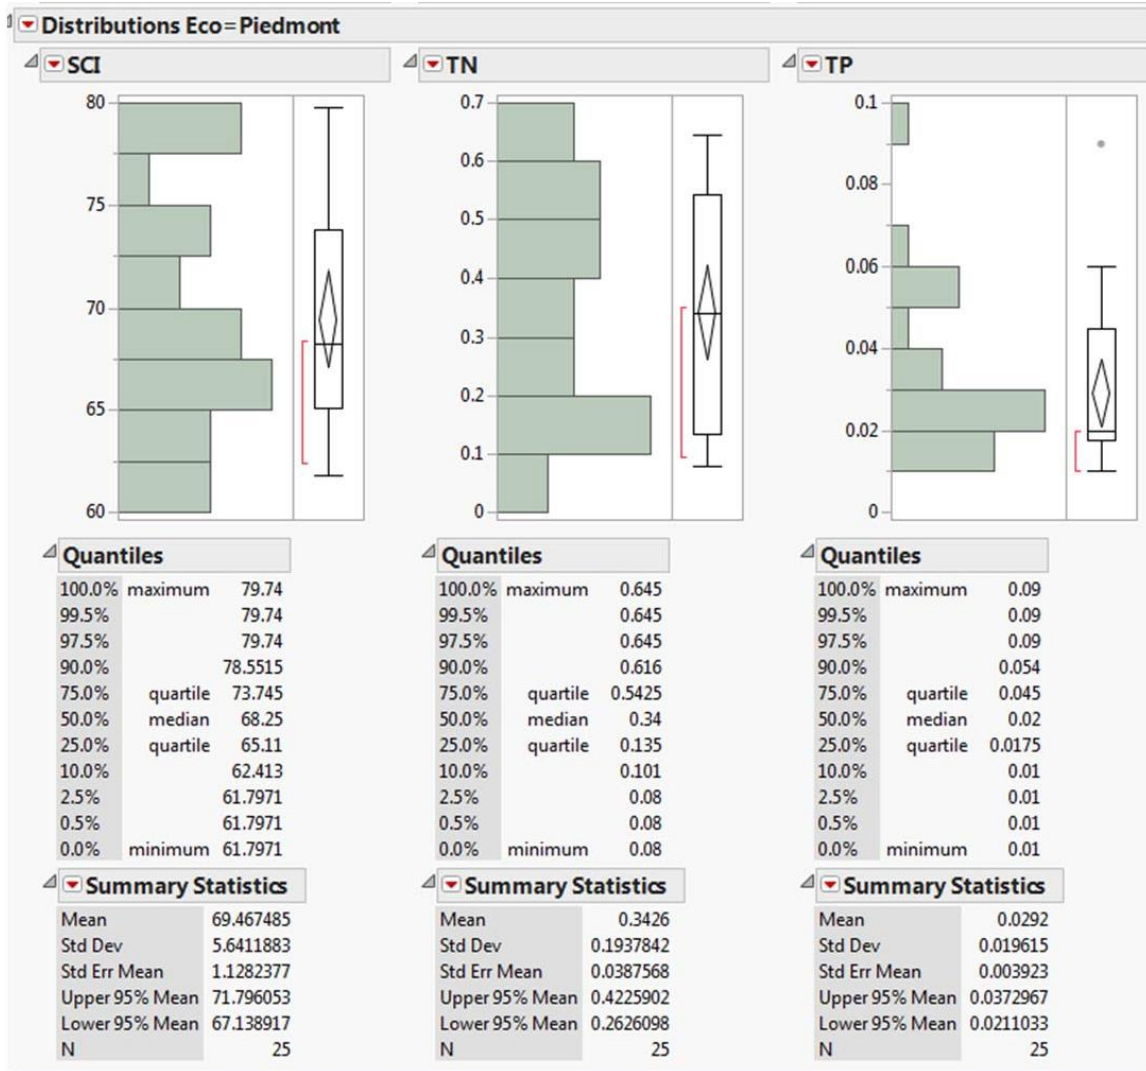 Distributions Eco=Piedmont
SCI
80
75
70
65
60
Quantiles
100.0% maximum 79.74
99.5% 79.74
97.5% 79.74
90.0% 78.5515
75.0% quartile 73.745
50.0% median 68.25
25.0% quartile 65.11
10.0% 62.413
2.5% 61.7971
0.5% 61.7971
0.0% minimum 61.7971
Summary Statistics
Mean 69.467485
Std Dev 5.6411883
Std Err Mean 1.1282377
Upper 95% Mean 71.796053
Lower 95% Mean 67.138917
N 25
TN
0.7
0.6
0.5
0.4
0.3
0.2
0.1
0
Quantiles
100.0% maximum 0.645
99.5% 0.645
97.5% 0.645
90.0% 0.616
75.0% quartile 0.5425
50.0% median 0.34
25.0% quartile 0.135
10.0% 0.101
2.5% 0.08
0.5% 0.08
0.0% minimum 0.08
Summary Statistics
Mean 0.3426
Std Dev 0.1937842
Std Err Mean 0.0387568
Upper 95% Mean 0.4225902
Lower 95% Mean 0.2626098
N 25
TP
0.1
0.08
0.06
0.04
0.02
0
Quantiles
100.0% maximum 0.09
99.5% 0.09
97.5% 0.09
90.0% 0.054
75.0% quartile 0.045
50.0% median 0.02
25.0% quartile 0.0175
10.0% 0.01
2.5% 0.01
0.5% 0.01
0.0% minimum 0.01
Summary Statistics
Mean 0.0292
Std Dev 0.019615
Std Err Mean 0.003923
Upper 95% Mean 0.0372967
Lower 95% Mean 0.0211033
N 25